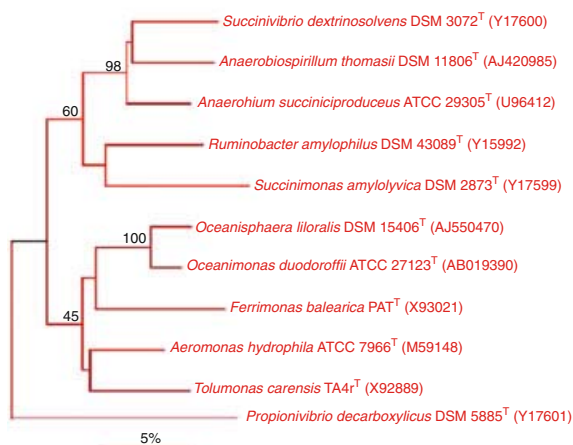 Succinivibrio dextrinosolvens DSM 3072ᵀ (Y17600)
Anaerobiospirillum thomasii DSM 11806ᵀ (AJ420985)
98
Anaerohium succiniciproduceus ATCC 29305ᵀ (U96412)
60
Ruminobacter amylophilus DSM 43089ᵀ (Y15992)
Succinimonas amylolyvica DSM 2873ᵀ (Y17599)
Oceanisphaera liloralis DSM 15406ᵀ (AJ550470)
100
Oceanimonas duodoroffii ATCC 27123ᵀ (AB019390)
Ferrimonas balearica PATᵀ (X93021)
45
Aeromonas hydrophila ATCC 7966ᵀ (M59148)
Tolumonas carensis TA4rᵀ (X92889)
Propionivibrio decarboxylicus DSM 5885ᵀ (Y17601)
5%